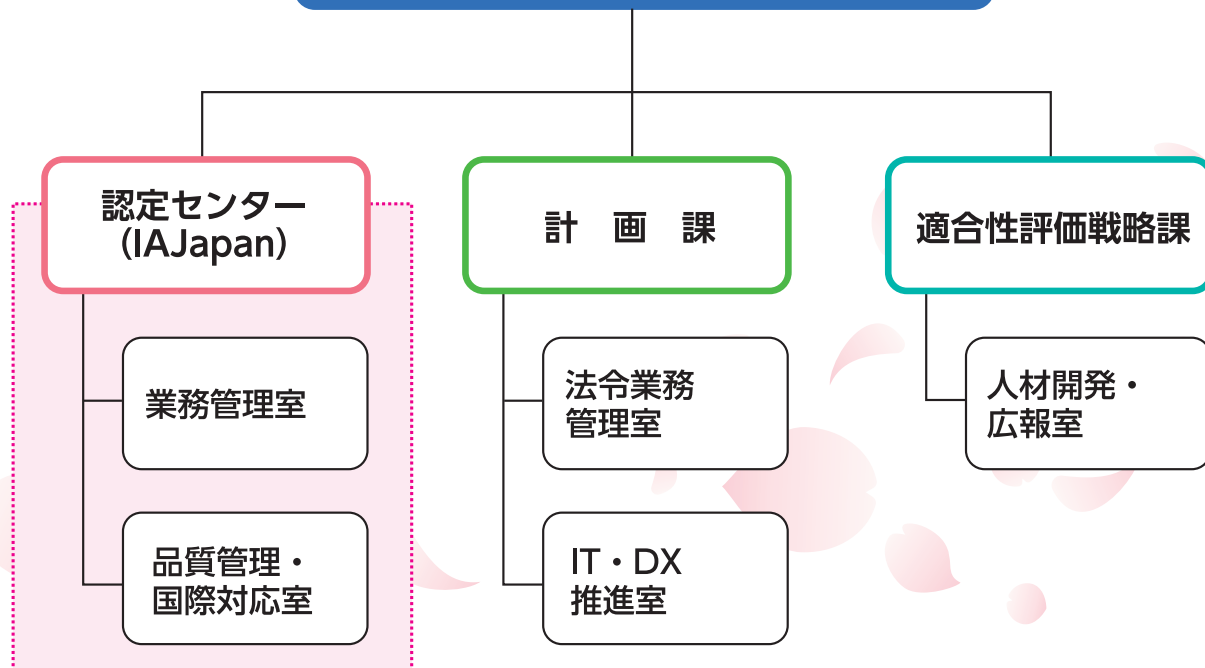 認定センター
(IAJapan)
計 画 課
適合性評価戦略課
業務管理室
品質管理・
国際対応室
法令業務
管理室
IT・DX
推進室
人材開発・
広報室